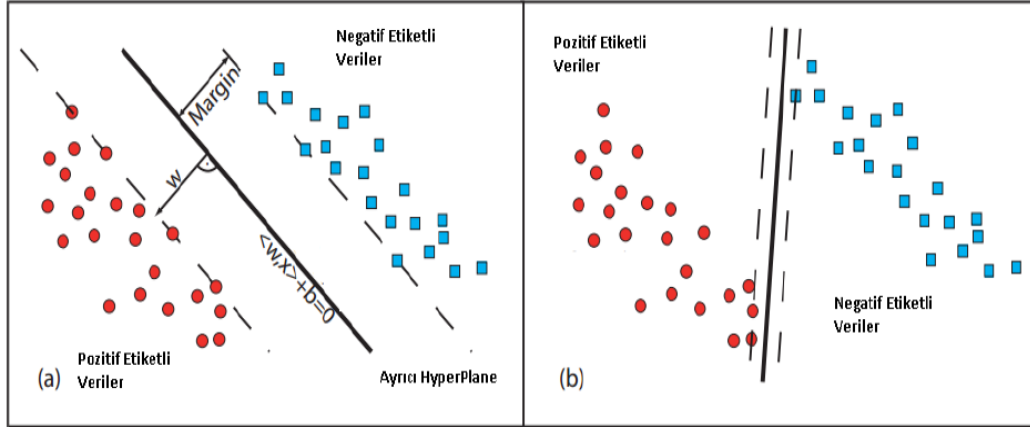 Negatif Etiketli
Veriler
Margin
w
<w,x>+b=0
Pozitif Etiketli
Veriler
(a)
Ayrıcı HyperPlane
Pozitif Etiketli
Veriler
Negatif Etiketli
Veriler
(b)